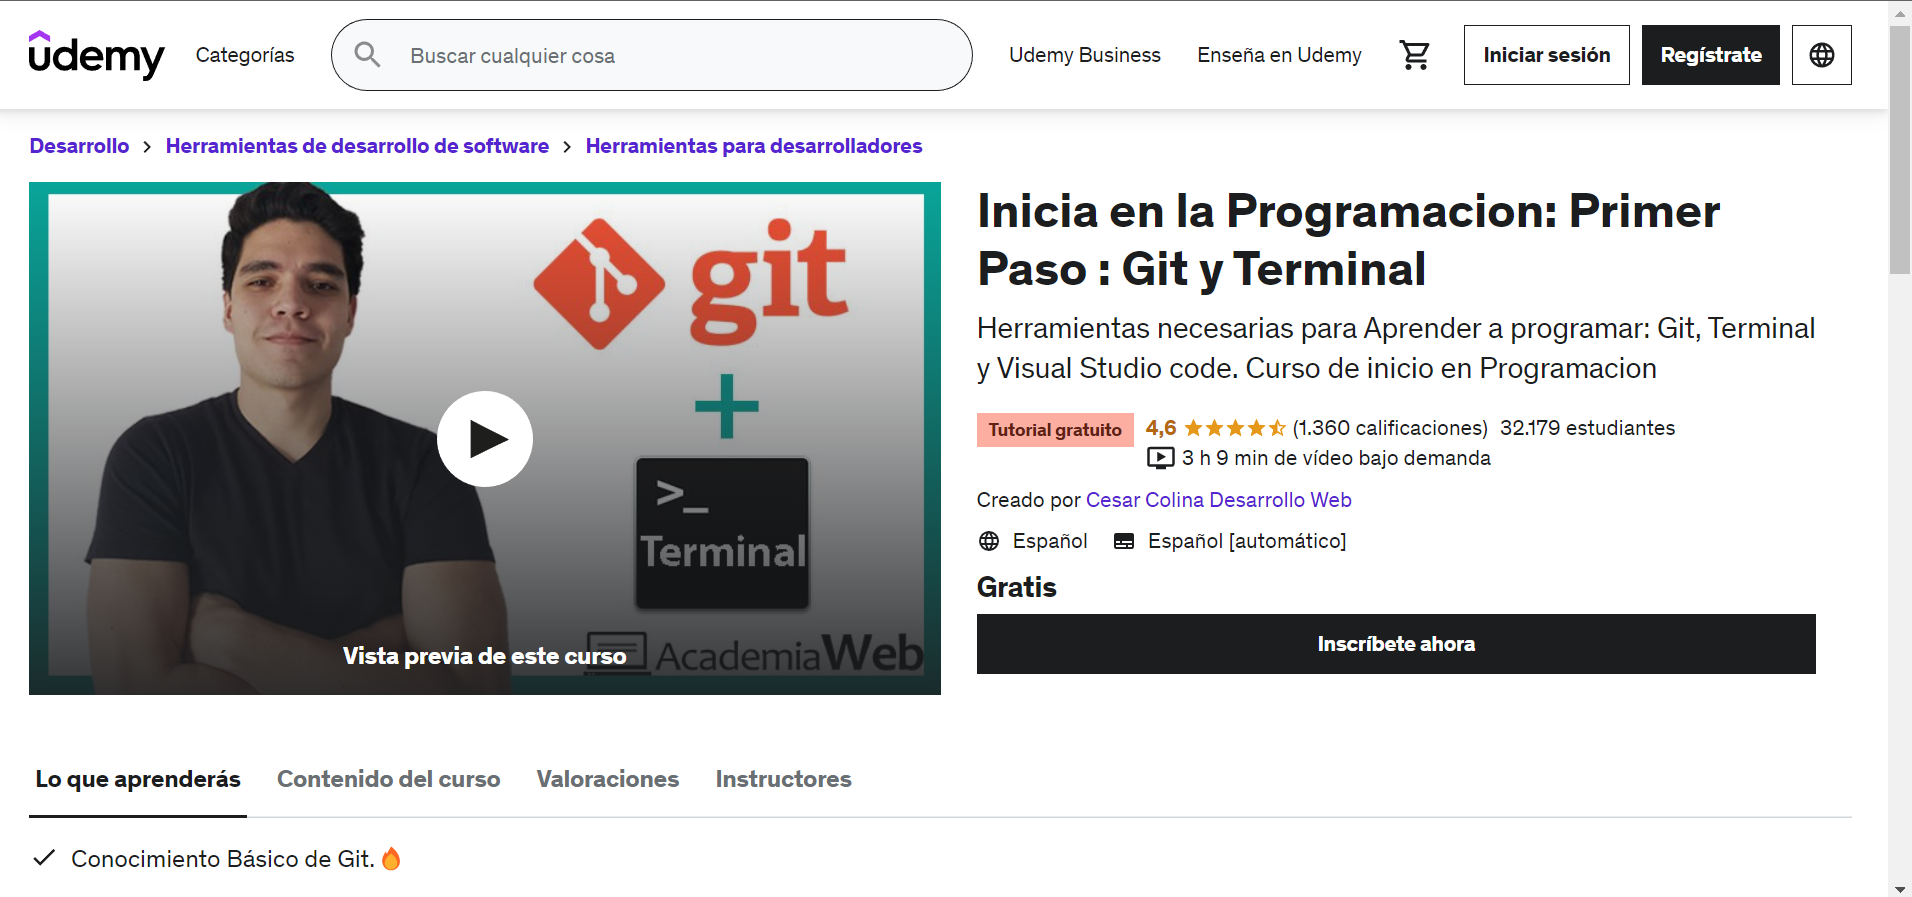 udemy
Categorías
Buscar cualquier cosa
Udemy Business
Enseña en Udemy
Iniciar sesión
Regístrate
Desarrollo > Herramientas de desarrollo de software > Herramientas para desarrolladores
git
+
>_
Terminal
AcademiaWeb
Vista previa de este curso
Inicia en la Programacion: Primer
Paso : Git y Terminal
Herramientas necesarias para Aprender a programar: Git, Terminal
y Visual Studio code. Curso de inicio en Programacion
Tutorial gratuito
4,6 (1.360 calificaciones) 32.179 estudiantes
3 h 9 min de vídeo bajo demanda
Creado por Cesar Colina Desarrollo Web
Español
Español [automático]
Gratis
Inscríbete ahora
Lo que aprenderás
Contenido del curso
Valoraciones
Instructores
Conocimiento Básico de Git.🔥